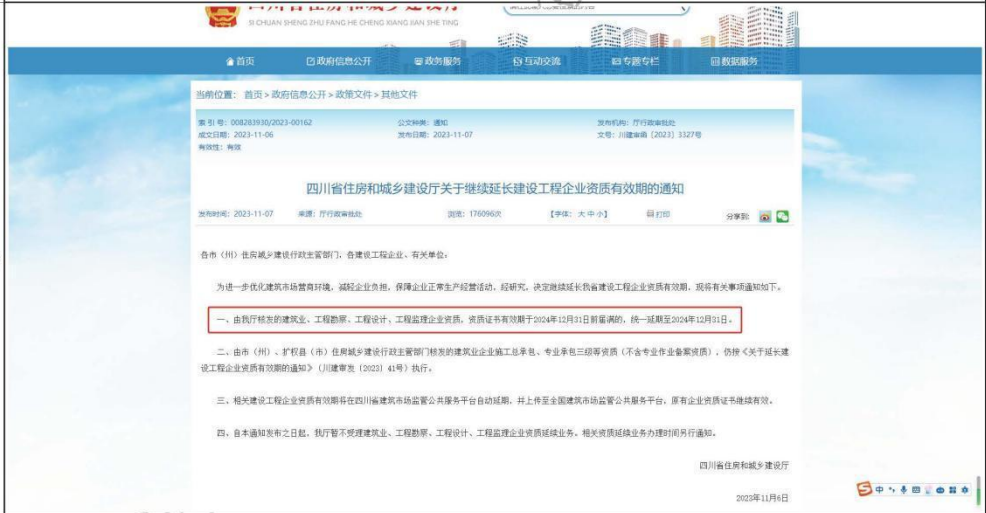 SI CHUAN SHENG ZHU FANG HE CHENG XIANG JIAN SHE TING
首页
政府信息公开
政务服务
互动交流
专题专栏
数据服务
当前位置: 首页 > 政府信息公开 > 政策文件 > 其他文件
索 引 号: 008283930/2023-00162
公文种类: 通知
发布机构: 厅行政审批处
成文日期: 2023-11-06
发布日期: 2023-11-07
文号: 川建审函〔2023〕3327号
有效性: 有效
四川省住房和城乡建设厅关于继续延长建设工程企业资质有效期的通知
发布时间: 2023-11-07
来源: 厅行政审批处
浏览: 176096次
【字体: 大 中 小】
打印
分享到:
各市（州）住房城乡建设行政主管部门，各建设工程企业、有关单位：
为进一步优化建筑市场营商环境，减轻企业负担，保障企业正常生产经营活动，经研究，决定继续延长我省建设工程企业资质有效期，现将有关事项通知如下。
一、由我厅核发的建筑业、工程勘察、工程设计、工程监理企业资质，资质证书有效期于2024年12月31日前届满的，统一延期至2024年12月31日。
二、由市（州）、扩权县（市）住房城乡建设行政主管部门核发的建筑业企业施工总承包、专业承包三级等资质（不含专业作业备案资质），仍按《关于延长建
设工程企业资质有效期的通知》（川建审发〔2023〕41号）执行。
三、相关建设工程企业资质有效期将在四川省建筑市场监管公共服务平台自动延期，并上传至全国建筑市场监管公共服务平台，原有企业资质证书继续有效。
四、自本通知发布之日起，我厅暂不受理建筑业、工程勘察、工程设计、工程监理企业资质延续业务。相关资质延续业务办理时间另行通知。
四川省住房和城乡建设厅
2023年11月6日
中